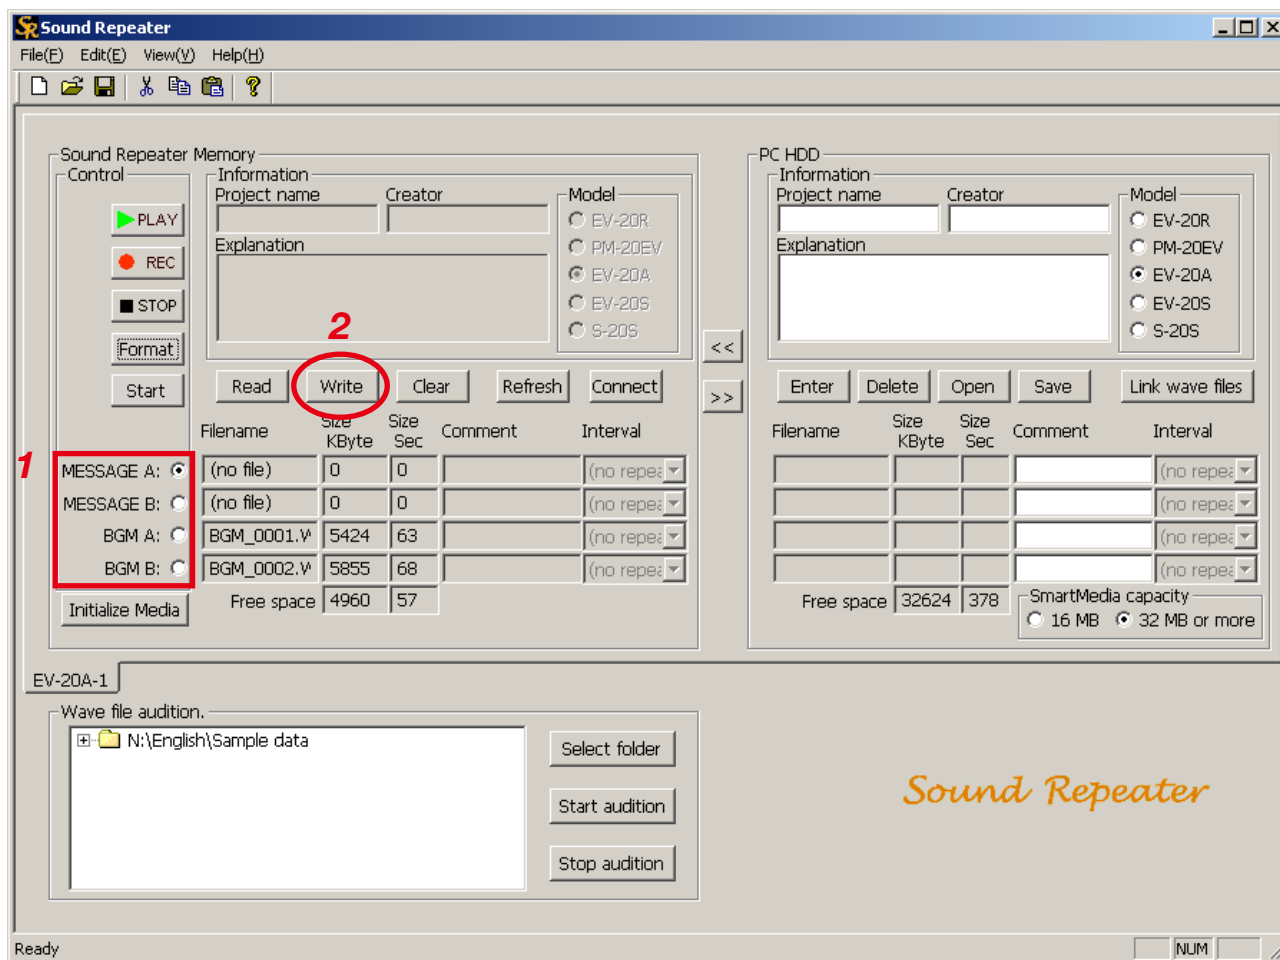 Sound Repeater
File(F) Edit(E) View(V) Help(H)
Sound Repeater Memory
Control
PLAY
REC
STOP
Format
Start
Information
Project name Creator
Explanation
Model
EV-20R
PM-20EV
EV-20A
EV-20S
S-20S
2
Read Write Clear Refresh Connect
Filename Size KByte Size Sec Comment Interval
1
MESSAGE A: (no file) 0 0 (no repea
MESSAGE B: (no file) 0 0 (no repea
BGM A: BGM_0001.W 5424 63 (no repea
BGM B: BGM_0002.W 5855 68 (no repea
Initialize Media
Free space 4960 57
<<
>>
PC HDD
Information
Project name Creator
Explanation
Model
EV-20R
PM-20EV
EV-20A
EV-20S
S-20S
Enter Delete Open Save Link wave files
Filename Size KByte Size Sec Comment Interval
(no repea
(no repea
(no repea
(no repea
Free space 32624 378
SmartMedia capacity
16 MB 32 MB or more
EV-20A-1
Wave file audition.
N:\English\Sample data
Select folder
Start audition
Stop audition
Sound Repeater
Ready
NUM